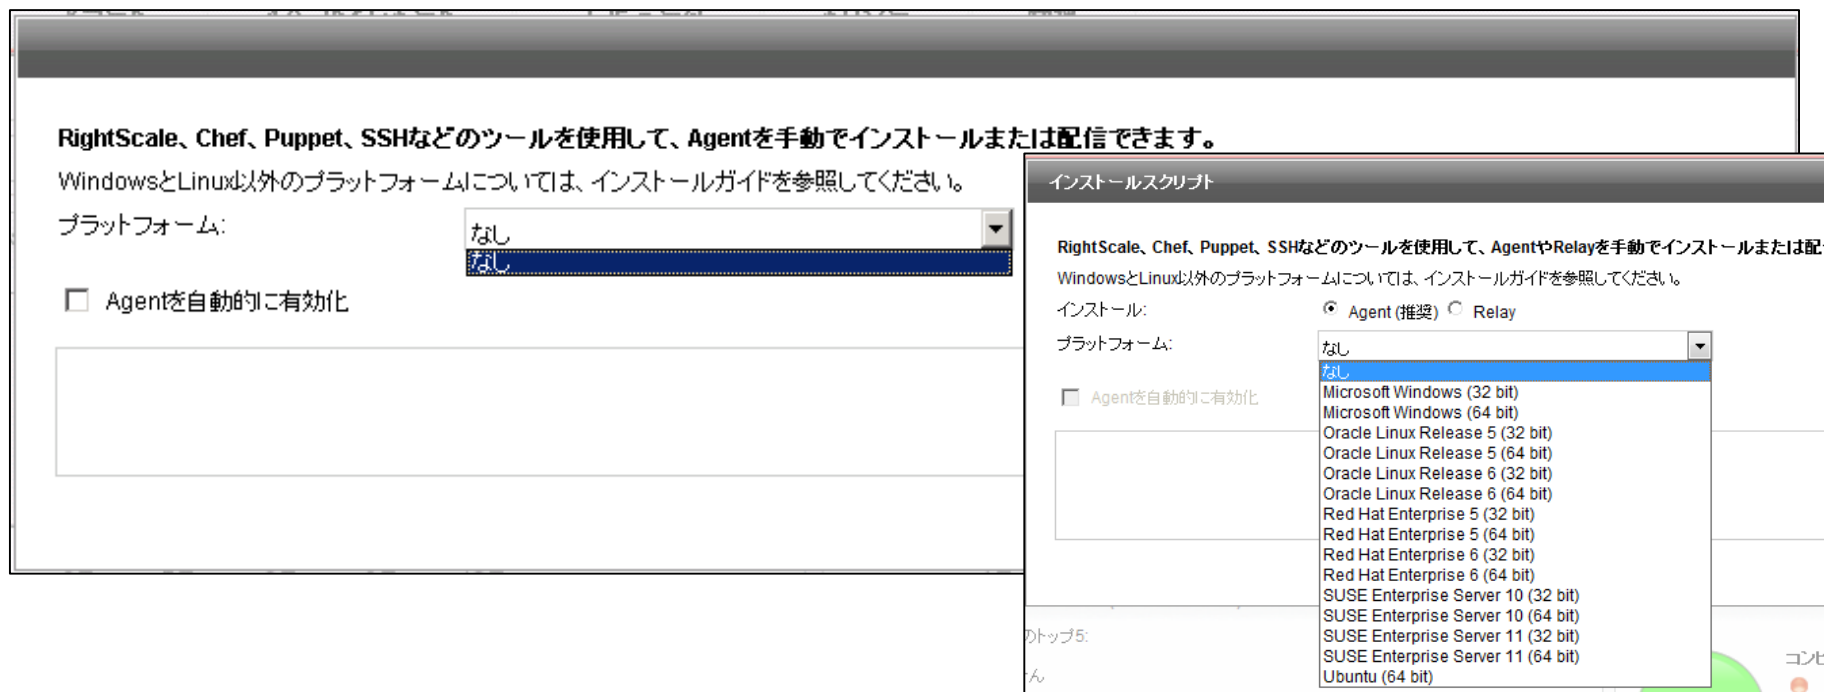 RightScale、Chef、Puppet、SSHなどのツールを使用して、Agentを手動でインストールまたは配信できます。
WindowsとLinux以外のプラットフォームについては、インストールガイドを参照してください。
プラットフォーム:
なし
なし
Agentを自動的に有効化
インストールスクリプト
RightScale、Chef、Puppet、SSHなどのツールを使用して、AgentやRelayを手動でインストールまたは配
WindowsとLinux以外のプラットフォームについては、インストールガイドを参照してください。
インストール: Agent (推奨) Relay
プラットフォーム: なし
なし
Microsoft Windows (32 bit)
Microsoft Windows (64 bit)
Oracle Linux Release 5 (32 bit)
Oracle Linux Release 5 (64 bit)
Oracle Linux Release 6 (32 bit)
Oracle Linux Release 6 (64 bit)
Red Hat Enterprise 5 (32 bit)
Red Hat Enterprise 5 (64 bit)
Red Hat Enterprise 6 (32 bit)
Red Hat Enterprise 6 (64 bit)
SUSE Enterprise Server 10 (32 bit)
SUSE Enterprise Server 10 (64 bit)
SUSE Enterprise Server 11 (32 bit)
SUSE Enterprise Server 11 (64 bit)
Ubuntu (64 bit)
Agentを自動的に有効化
のトップ5:
ん
コンピ